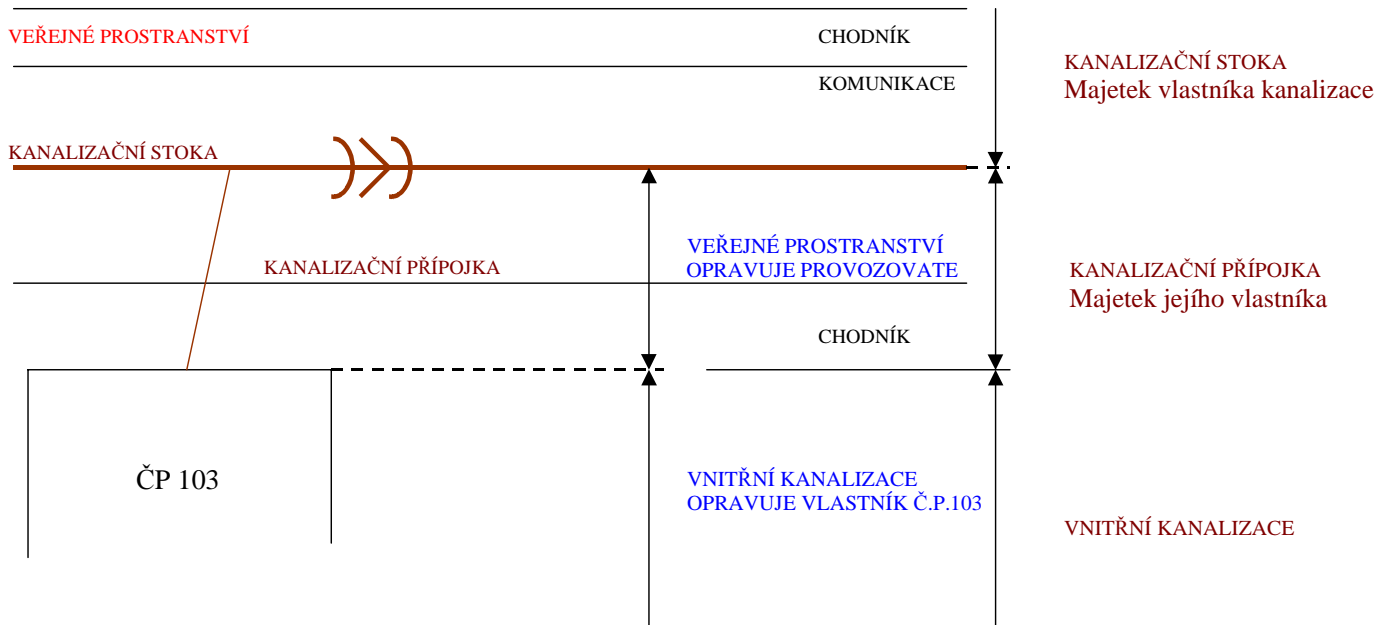 VEŘEJNÉ PROSTRANSTVÍ
CHODNÍK
KOMUNIKACE
KANALIZAČNÍ STOKA
Majetek vlastníka kanalizace
KANALIZAČNÍ STOKA
KANALIZAČNÍ PŘÍPOJKA
VEŘEJNÉ PROSTRANSTVÍ
OPRAVUJE PROVOZOVATE
KANALIZAČNÍ PŘÍPOJKA
Majetek jejího vlastníka
CHODNÍK
ČP 103
VNITŘNÍ KANALIZACE
OPRAVUJE VLASTNÍK Č.P.103
VNITŘNÍ KANALIZACE